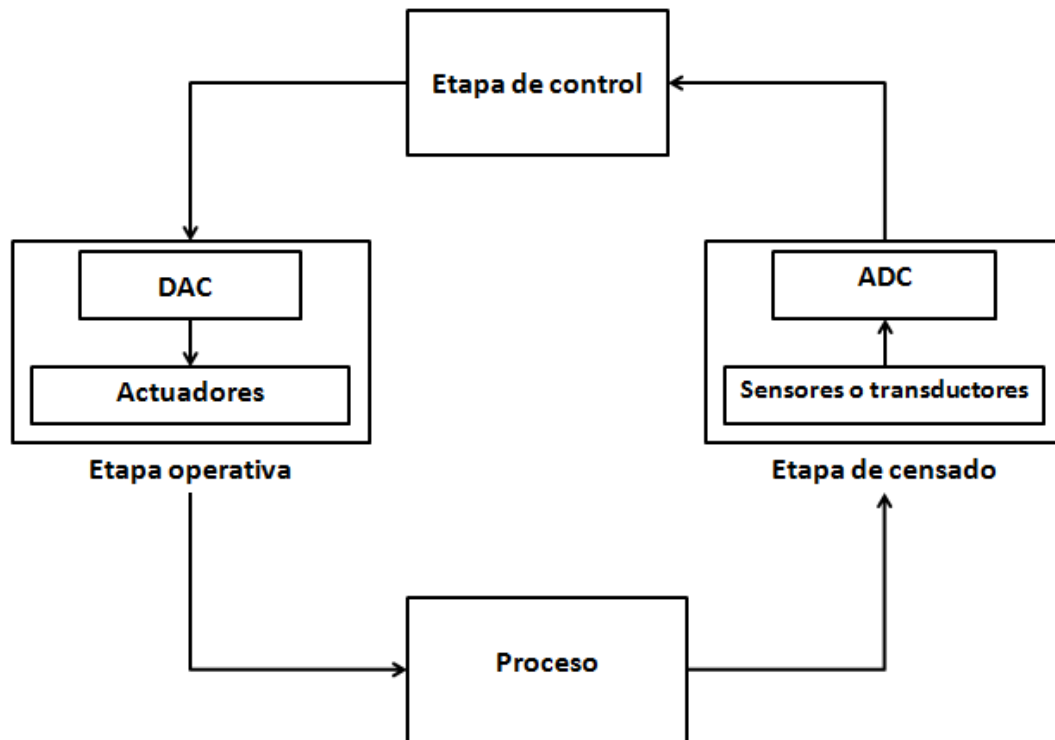 Etapa de control
DAC
ADC
Actuadores
Sensores o transductores
Etapa operativa
Etapa de censado
Proceso